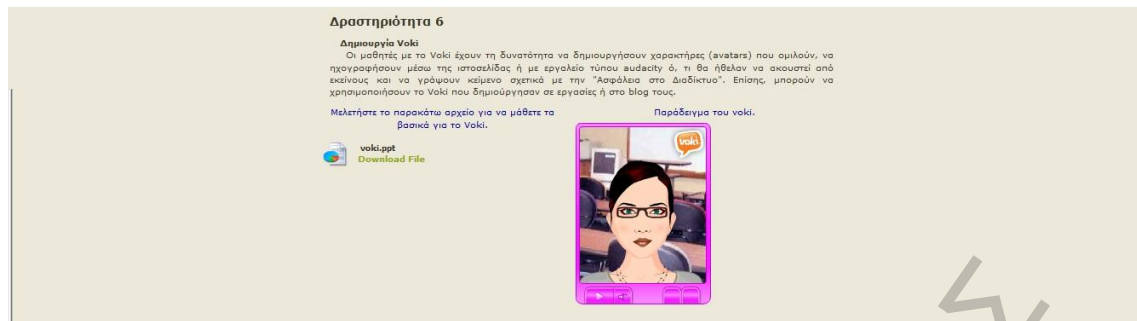 Δραστηριότητα 6
Δημιουργία Voki
Οι μαθητές με το Voki έχουν τη δυνατότητα να δημιουργήσουν χαρακτήρες (avatars) που ομιλούν, να
ηχογραφήσουν μέσω της ιστοσελίδας ή με εργαλείο τύπου audacity ό, τι θα ήθελαν να ακουστεί από
εκείνους και να γράψουν κείμενο σχετικά με την "Ασφάλεια στο Διαδίκτυο". Επίσης, μπορούν να
χρησιμοποιήσουν το Voki που δημιούργησαν σε εργασίες ή στο blog τους.
Μελετήστε το παρακάτω αρχείο για να μάθετε τα
βασικά για το Voki.
voki.ppt
Download File
Παράδειγμα του voki.
voki